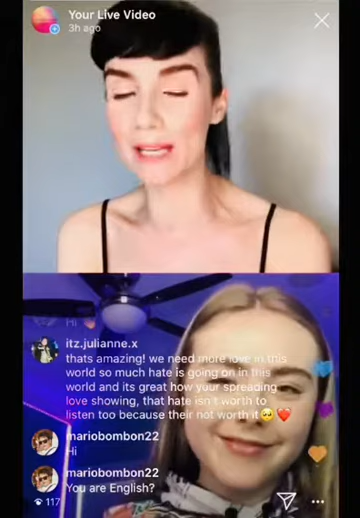 Your Live Video
3h ago
Hi
itz.julianne.x
thats amazing! we need more love in this
world so much hate is going on in this
world and its great how your spreading
love showing, that hate isn't worth to
listen too because their not worth it🥺❤️
mariobombon22
Hi
mariobombon22
You are English?
117